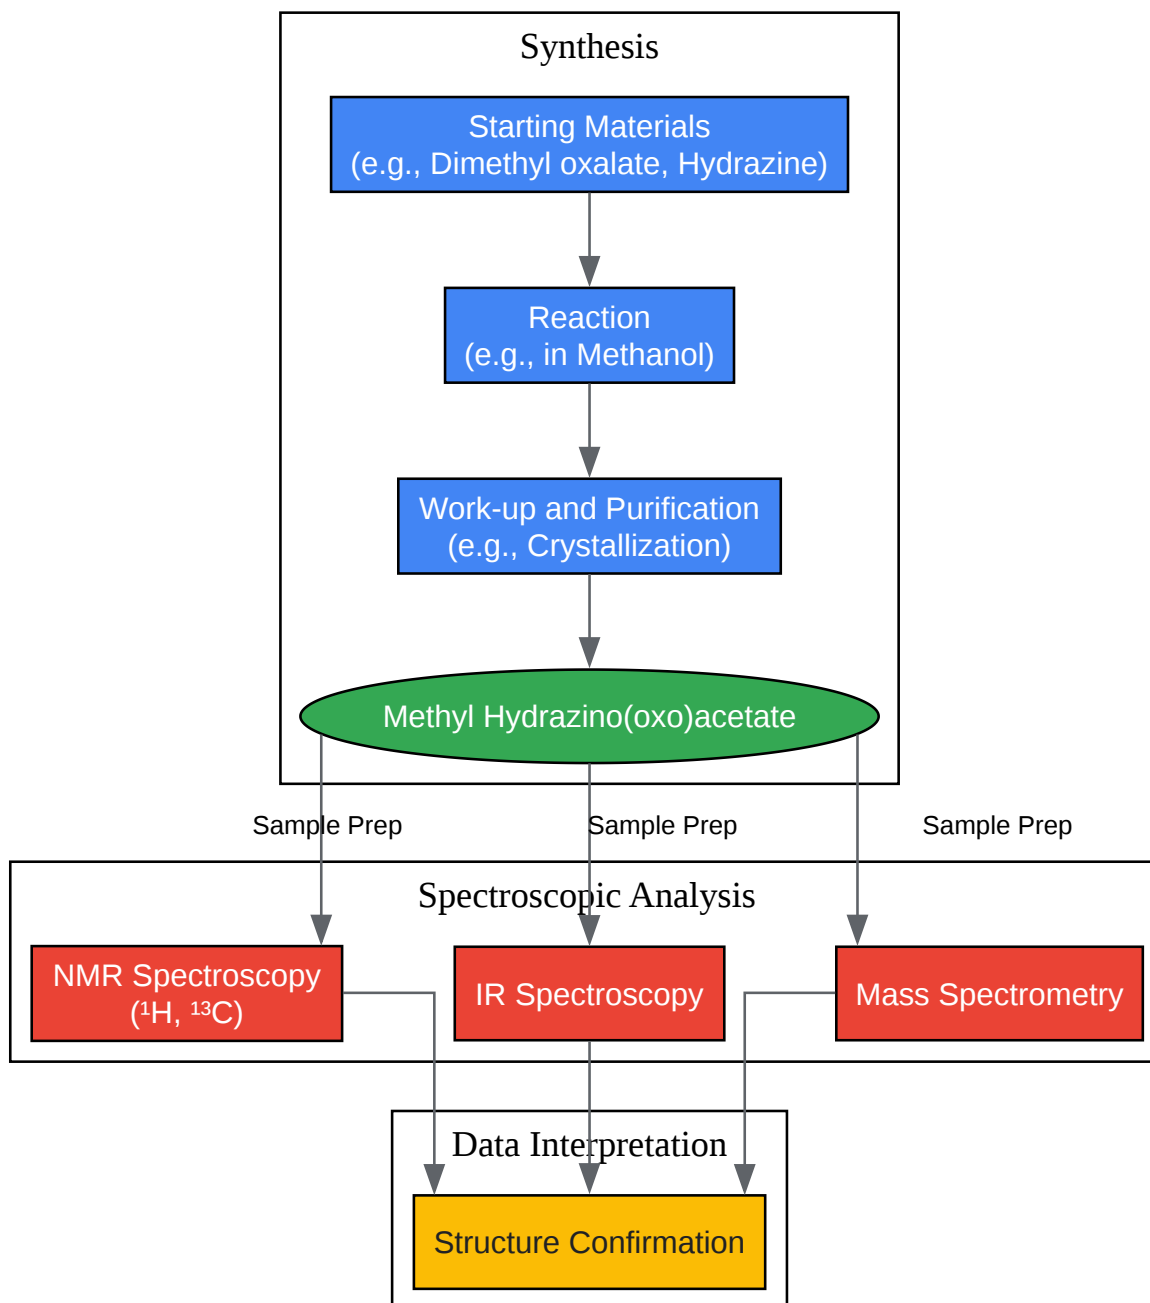 Synthesis
Starting Materials
(e.g., Dimethyl oxalate, Hydrazine)
Reaction
(e.g., in Methanol)
Work-up and Purification
(e.g., Crystallization)
Methyl Hydrazino(oxo)acetate
Sample Prep
Sample Prep
Sample Prep
Spectroscopic Analysis
NMR Spectroscopy
(¹H, ¹³C)
IR Spectroscopy
Mass Spectrometry
Data Interpretation
Structure Confirmation